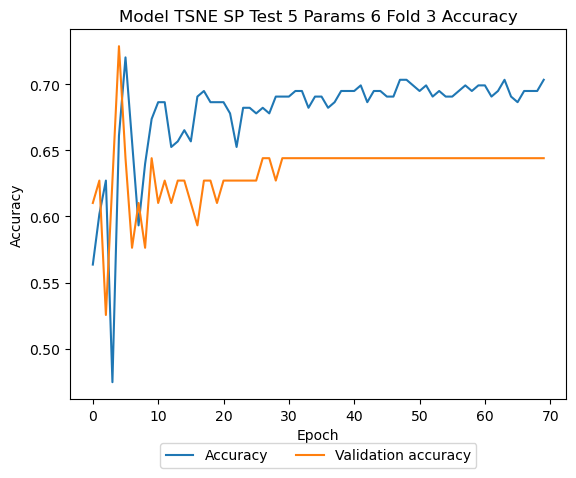 Model TSNE SP Test 5 Params 6 Fold 3 Accuracy
0.70
0.65
0.60
0.55
0.50
Accuracy
0 10 20 30 40 50 60 70
Epoch
Accuracy Validation accuracy